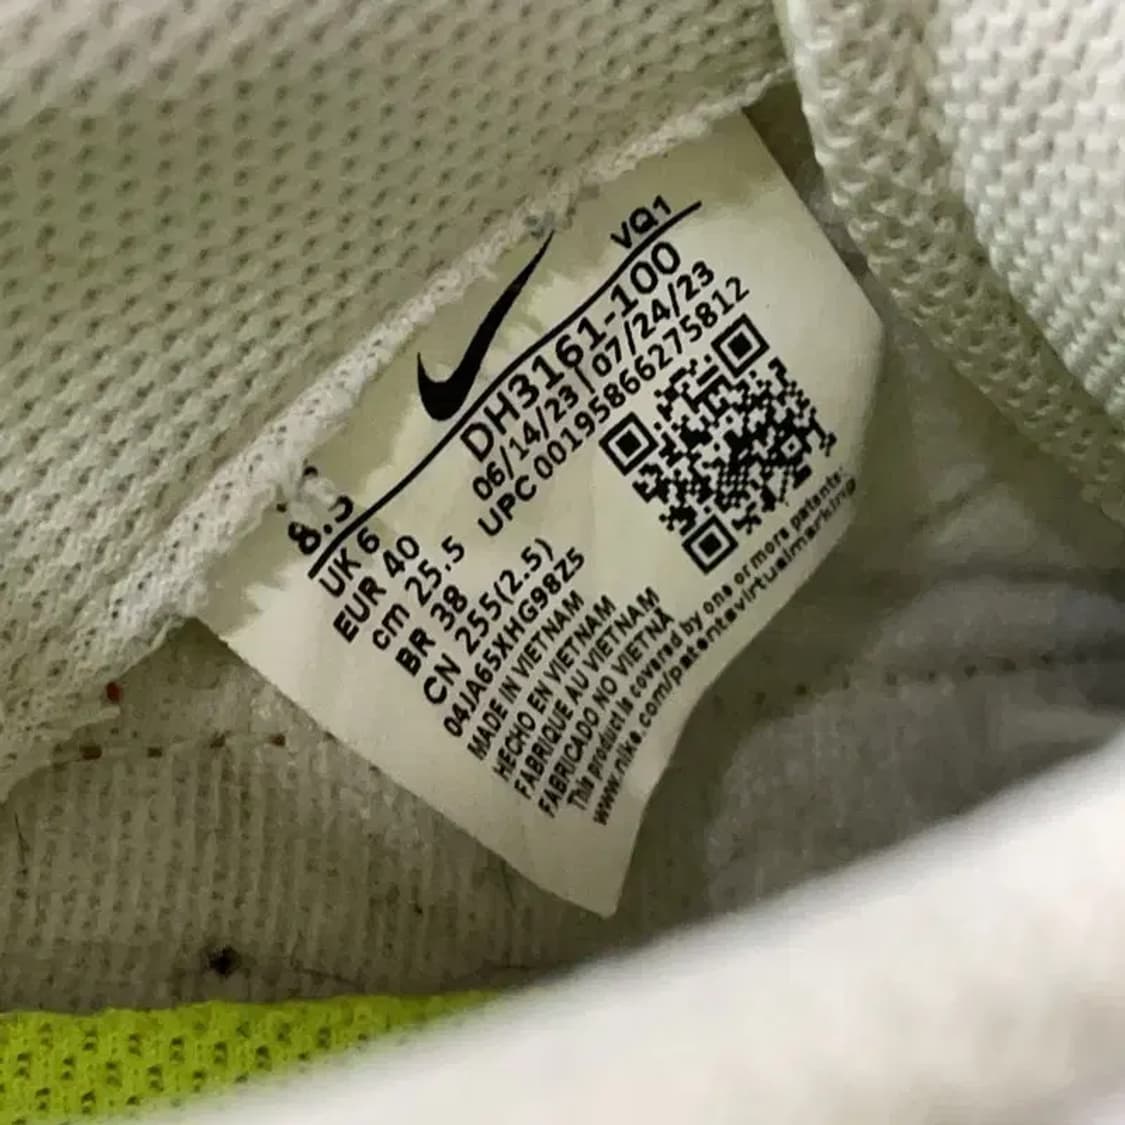 VQ1
DH3161-100
06/14/23 | 07/24/23
UPC 00195866275812
8.5
UK 6
EUR 40
cm 25.5
BR 38
CN 255(2.5)
04JA65XHG98Z5
MADE IN VIETNAM
HECHO EN VIETNAM
FABRIQUE AU VIETNAM
FABRICADO NO VIETNÃ
This product is covered by one or more patents:
www.nike.com/patentsvirtualmarking